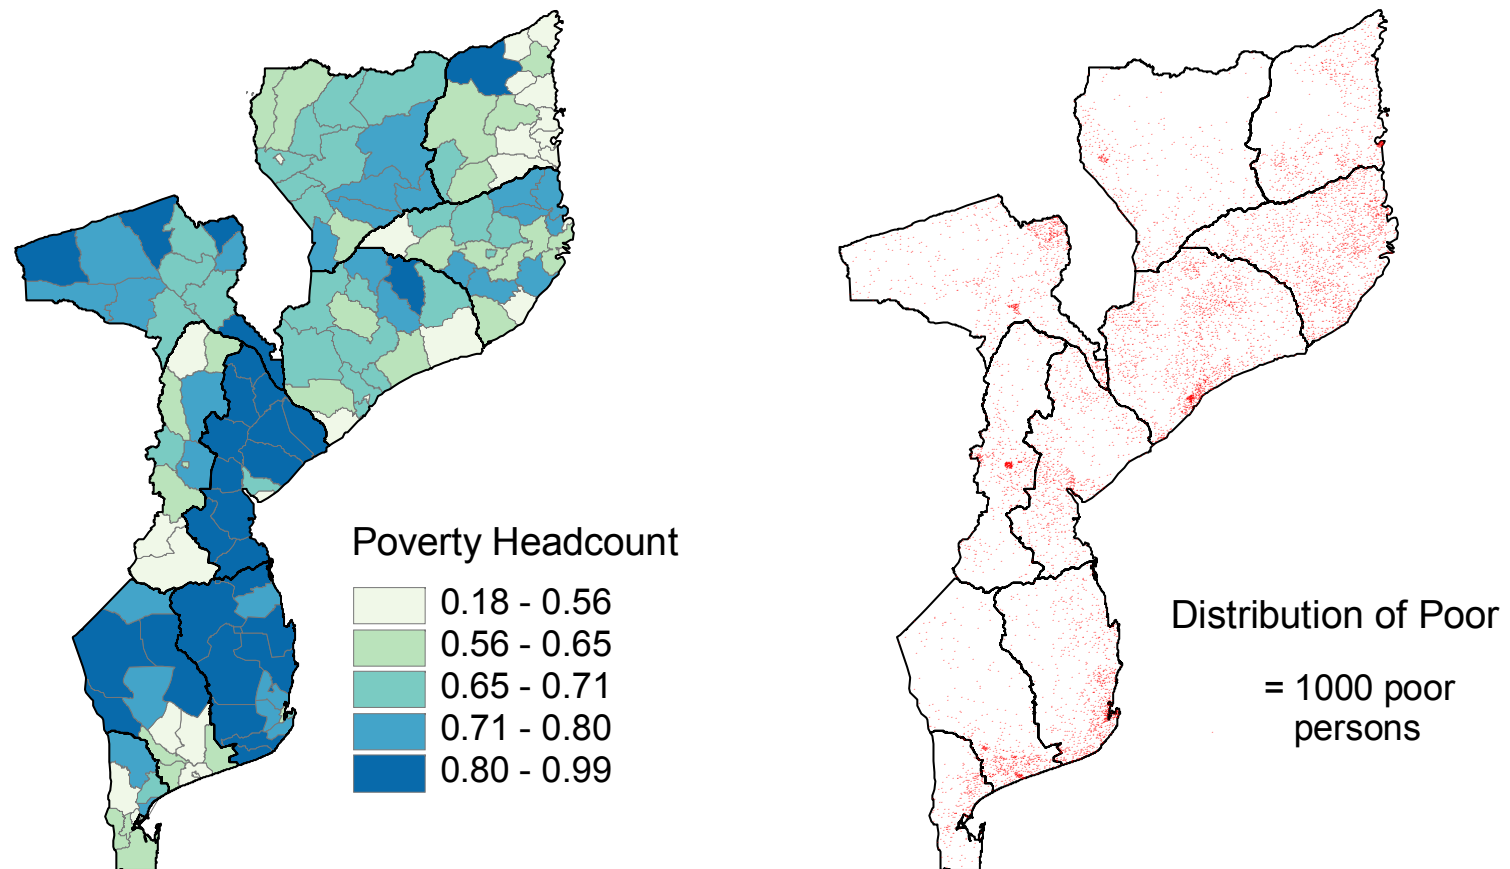 Poverty Headcount
0.18 - 0.56
0.56 - 0.65
0.65 - 0.71
0.71 - 0.80
0.80 - 0.99
Distribution of Poor
= 1000 poor
persons